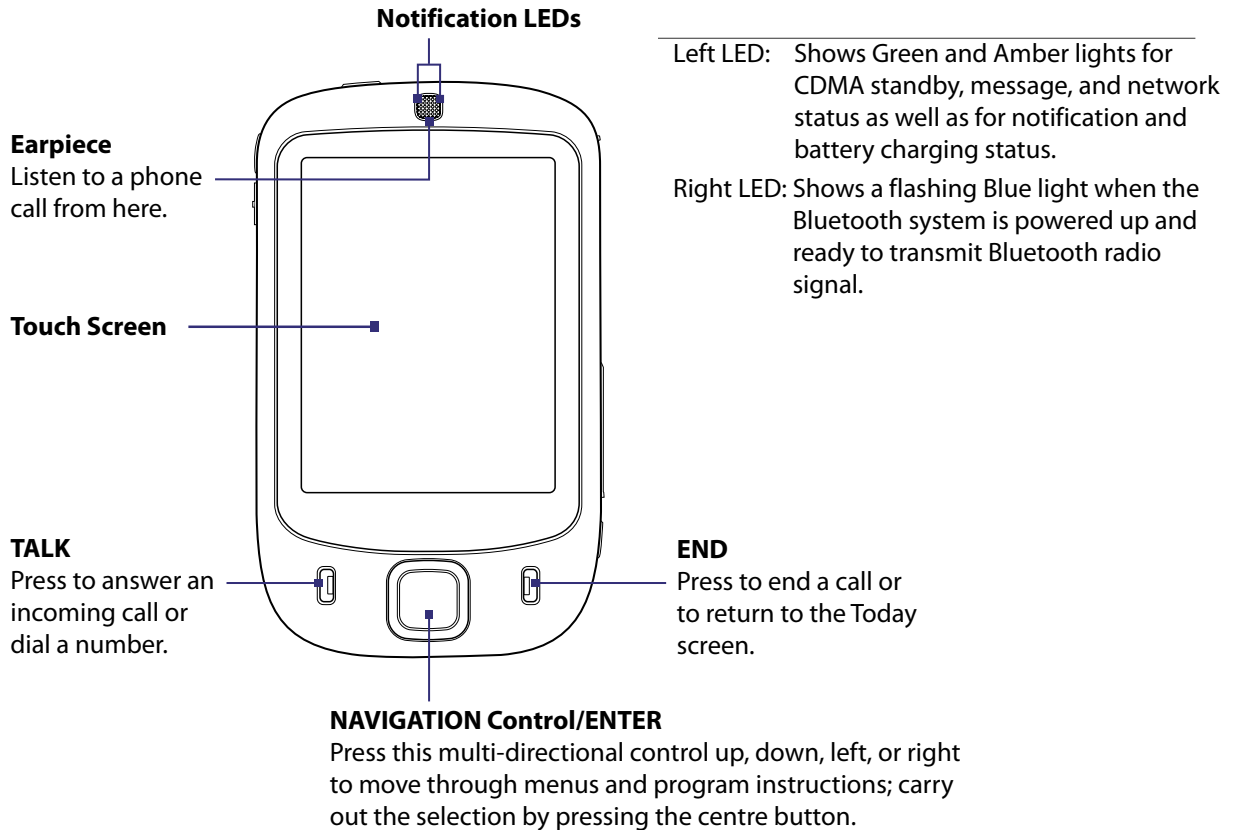 Notification LEDs
Left LED: Shows Green and Amber lights for
CDMA standby, message, and network
status as well as for notification and
battery charging status.
Right LED: Shows a flashing Blue light when the
Bluetooth system is powered up and
ready to transmit Bluetooth radio
signal.
Earpiece
Listen to a phone
call from here.
Touch Screen
TALK
Press to answer an
incoming call or
dial a number.
END
Press to end a call or
to return to the Today
screen.
NAVIGATION Control/ENTER
Press this multi-directional control up, down, left, or right
to move through menus and program instructions; carry
out the selection by pressing the centre button.